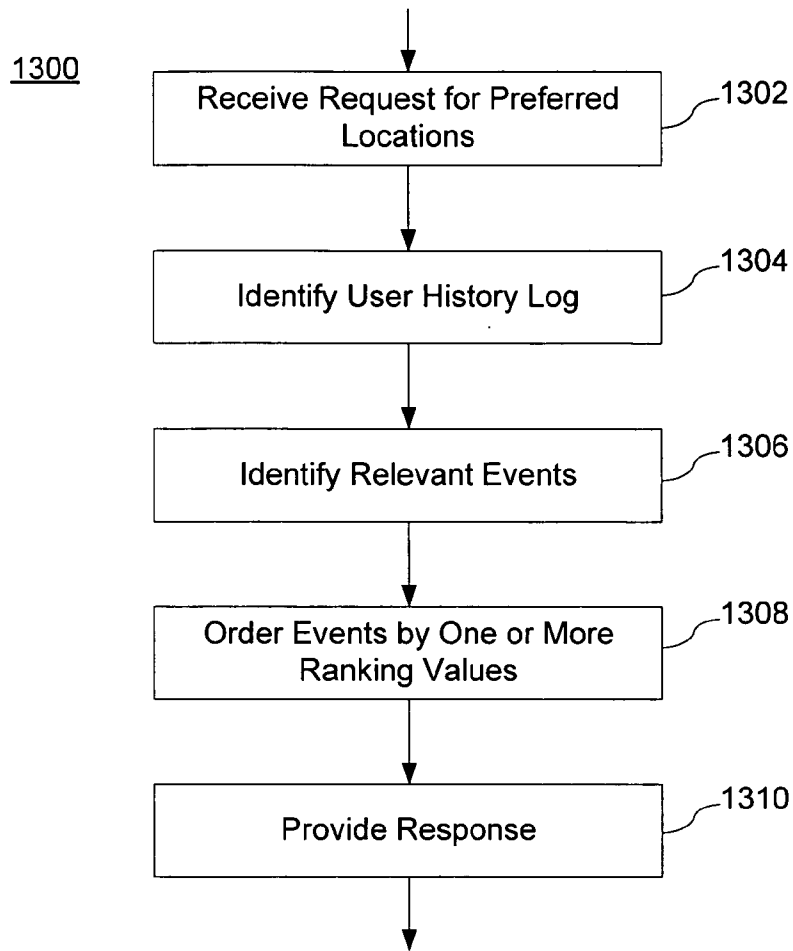 1300
Receive Request for Preferred
Locations
1302
Identify User History Log
1304
Identify Relevant Events
1306
Order Events by One or More
Ranking Values
1308
Provide Response
1310